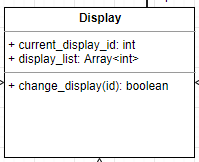 Display
+ current_display_id: int
+ display_list: Array<int>
+ change_display(id): boolean